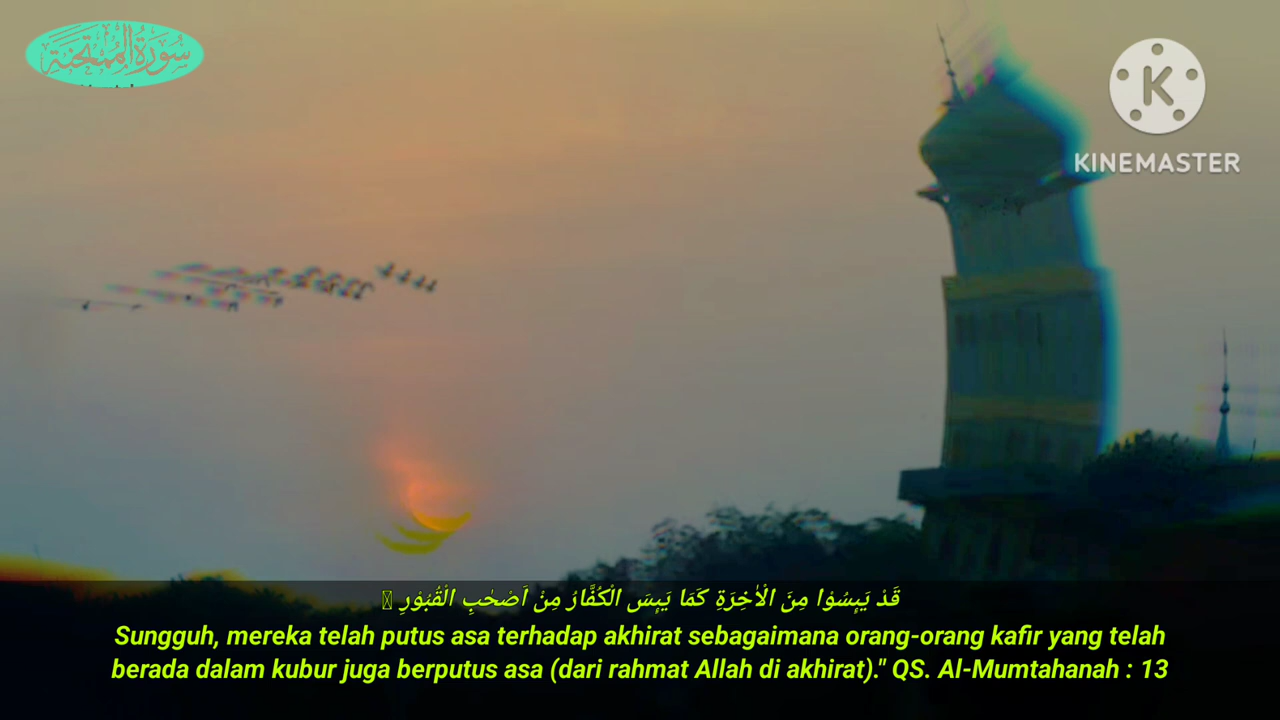 سُورَةُ الْمُمْتَحِنَةِ
K
KINEMASTER
قَدْ يَىِٕسُوْا مِنَ الْاٰخِرَةِ كَمَا يَىِٕسَ الْكُفَّارُ مِنْ اَصْحٰبِ الْقُبُوْرِ
Sungguh, mereka telah putus asa terhadap akhirat sebagaimana orang-orang kafir yang telah
berada dalam kubur juga berputus asa (dari rahmat Allah di akhirat)." QS. Al-Mumtahanah : 13